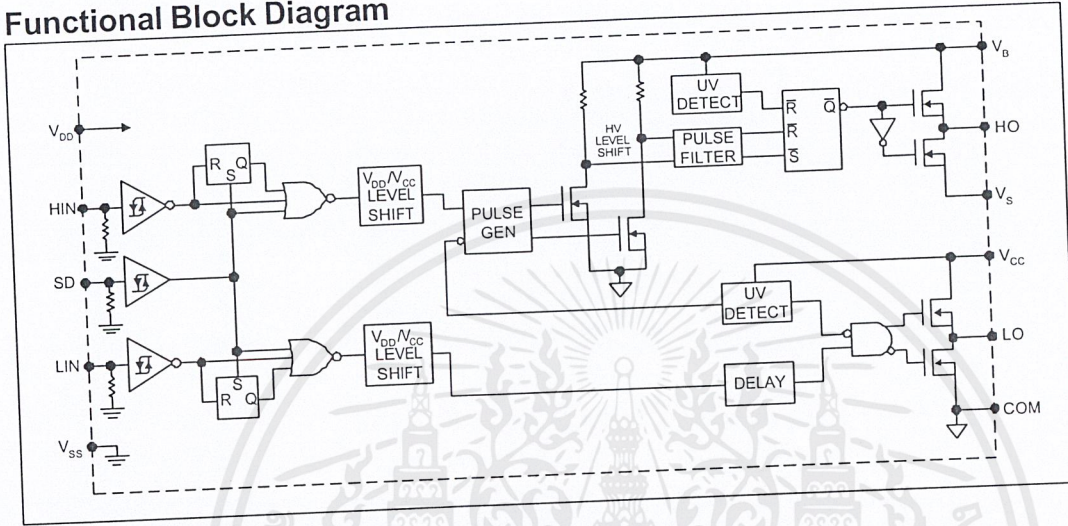 Functional Block Diagram
V_DD
HIN
SD
LIN
V_SS
R
S
Q
R
S
Q
V_DD/V_CC
LEVEL
SHIFT
V_DD/V_CC
LEVEL
SHIFT
PULSE
GEN
HV
LEVEL
SHIFT
UV
DETECT
PULSE
FILTER
R̅
R̅
S̅
Q̅
UV
DETECT
DELAY
V_B
HO
V_S
V_CC
LO
COM